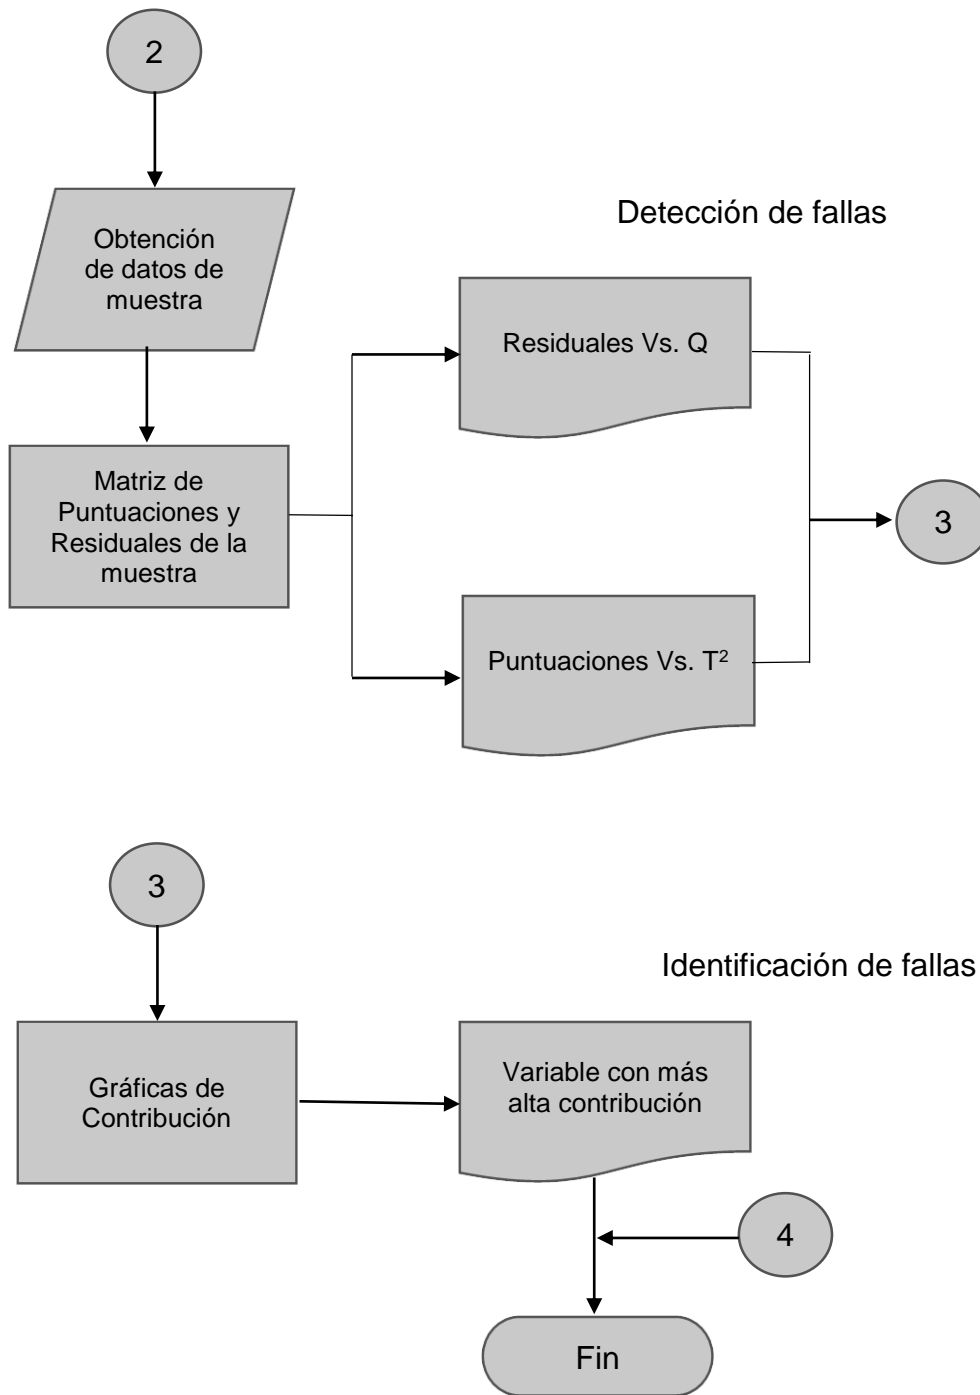 2
Obtención
de datos de
muestra
Detección de fallas
Residuales Vs. Q
Matriz de
Puntuaciones y
Residuales de la
muestra
3
Puntuaciones Vs. T²
3
Identificación de fallas
Gráficas de
Contribución
Variable con más
alta contribución
4
Fin